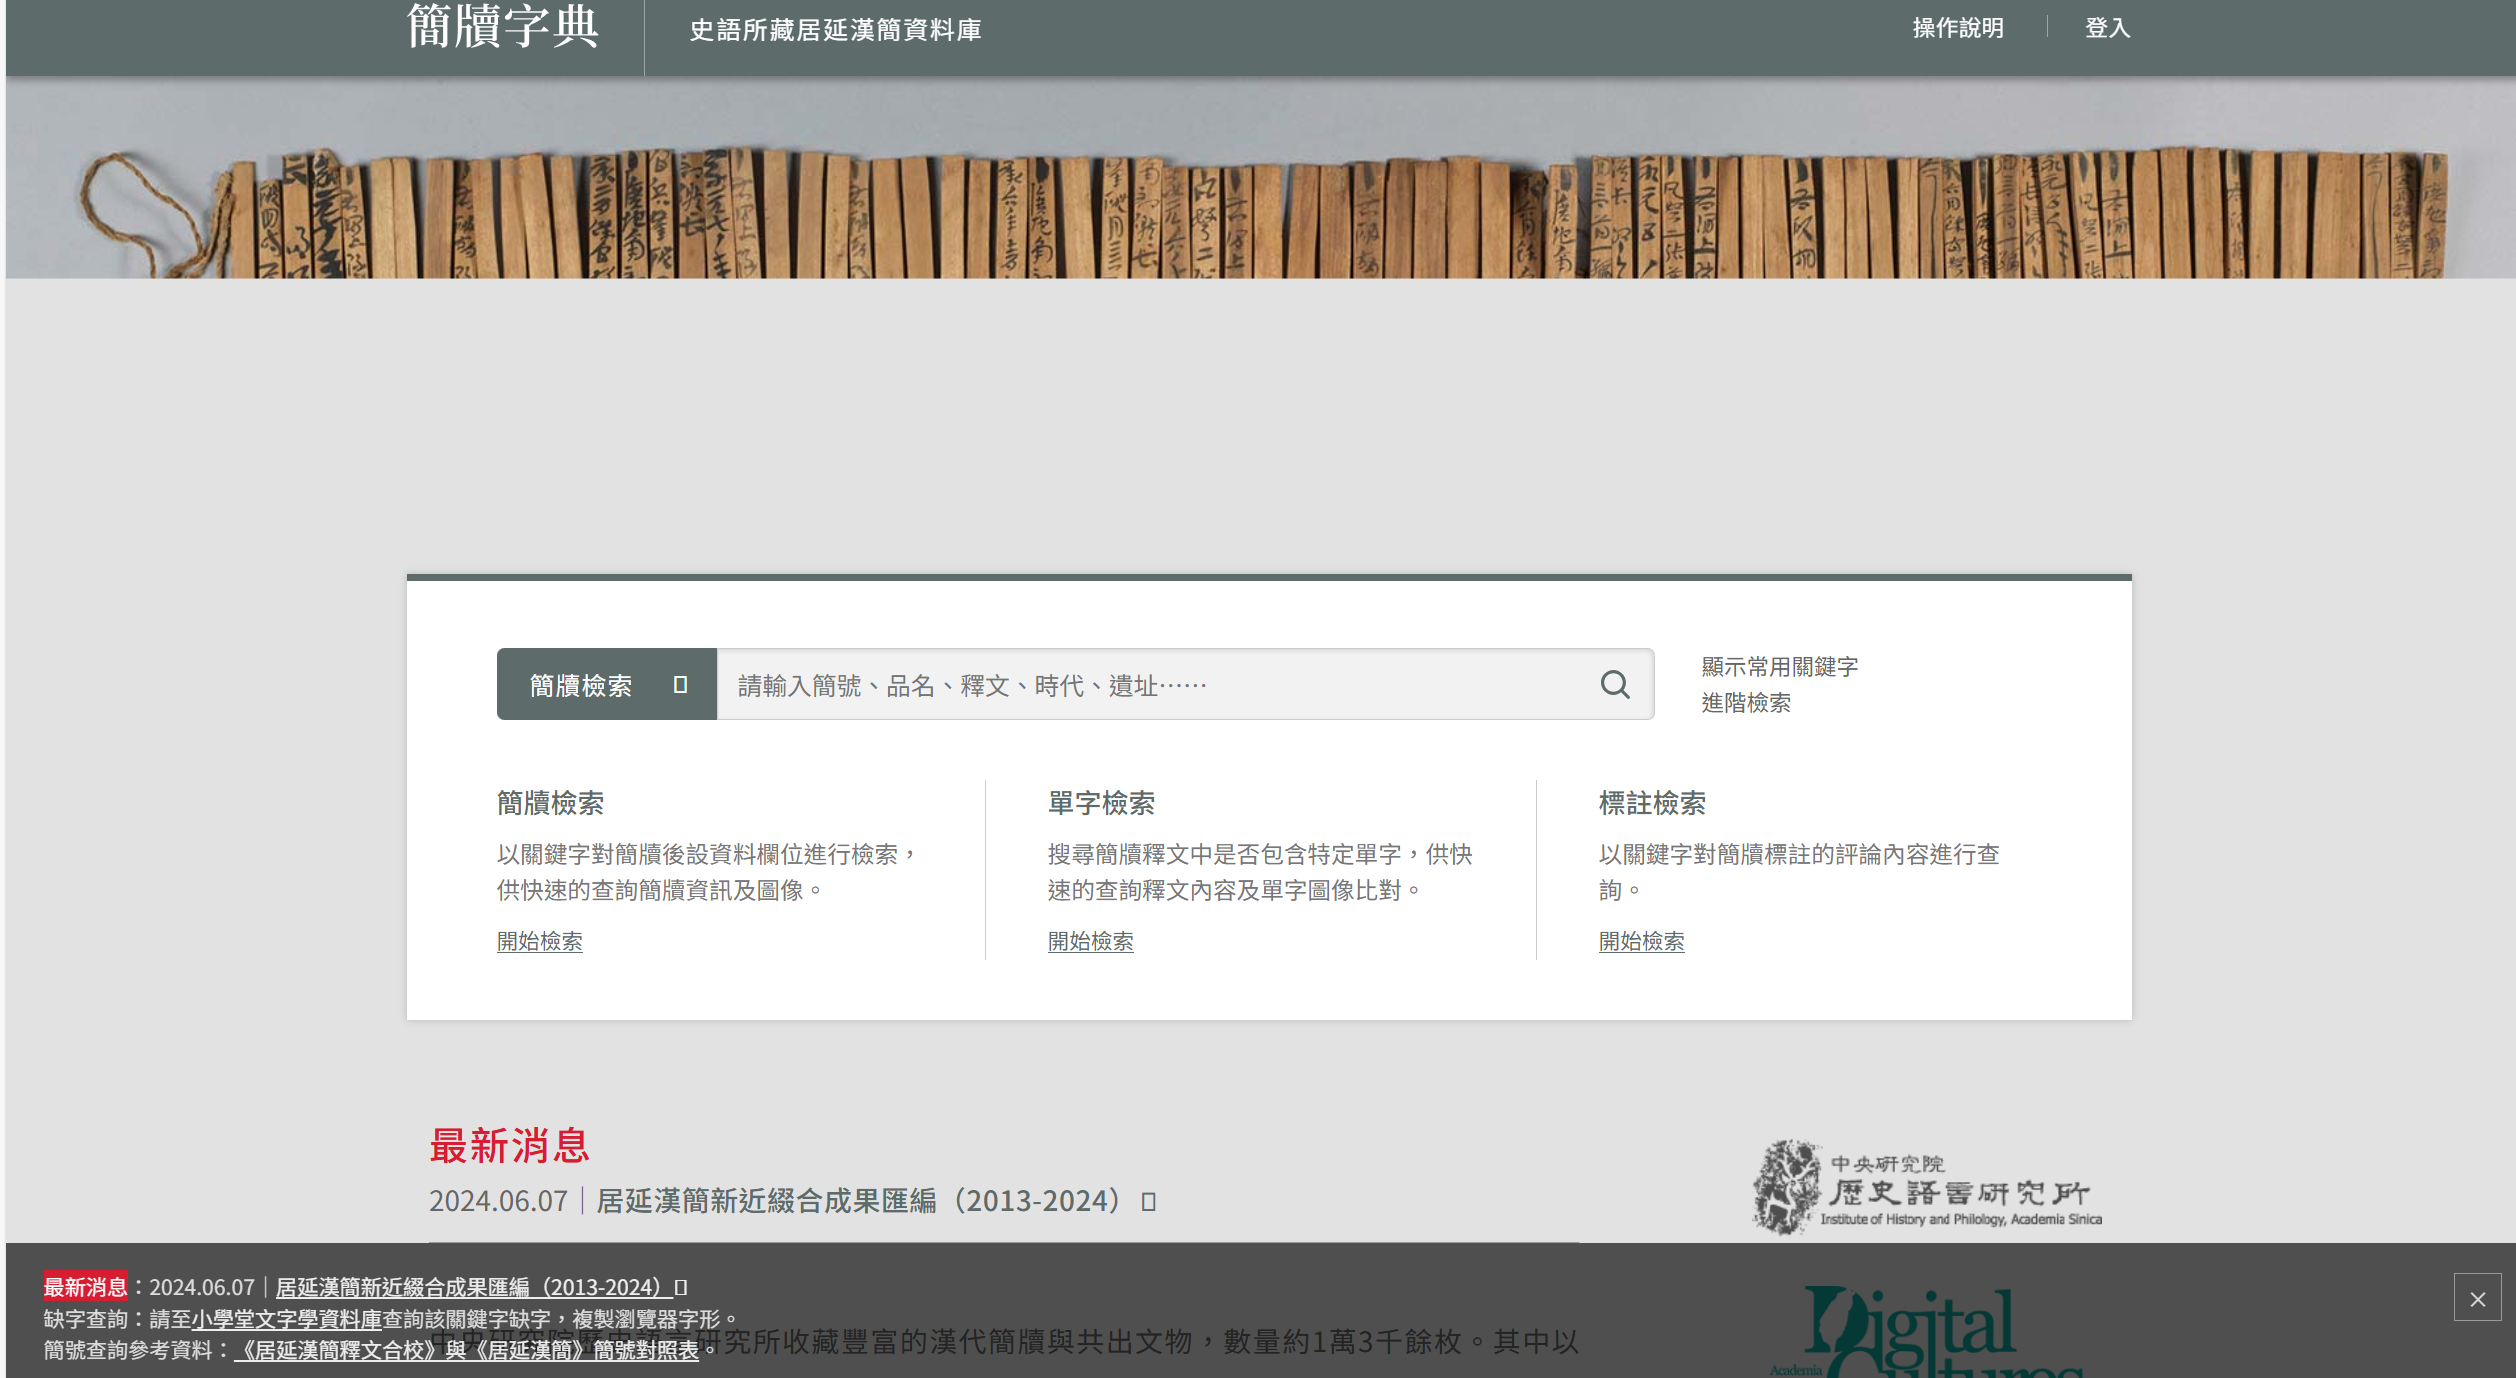 簡牘字典
史語所藏居延漢簡資料庫
操作說明
登入
簡牘檢索
請輸入簡號、品名、釋文、時代、遺址……
顯示常用關鍵字
進階檢索
簡牘檢索
以關鍵字對簡牘後設資料欄位進行檢索，
供快速的查詢簡牘資訊及圖像。
開始檢索
單字檢索
搜尋簡牘釋文中是否包含特定單字，供快
速的查詢釋文內容及單字圖像比對。
開始檢索
標註檢索
以關鍵字對簡牘標註的評論內容進行查
詢。
開始檢索
最新消息
2024.06.07｜居延漢簡新近綴合成果匯編（2013-2024）
中央研究院
歷史語言研究所
Institute of History and Philology, Academia Sinica
最新消息：2024.06.07｜居延漢簡新近綴合成果匯編（2013-2024）
缺字查詢：請至小學堂文字學資料庫查詢該關鍵字缺字，複製瀏覽器字形。
簡號查詢參考資料：《居延漢簡釋文合校》與《居延漢簡》簡號對照表。
中央研究院歷史語言研究所收藏豐富的漢代簡牘與共出文物，數量約1萬3千餘枚。其中以
Digital
Academia
Cultures